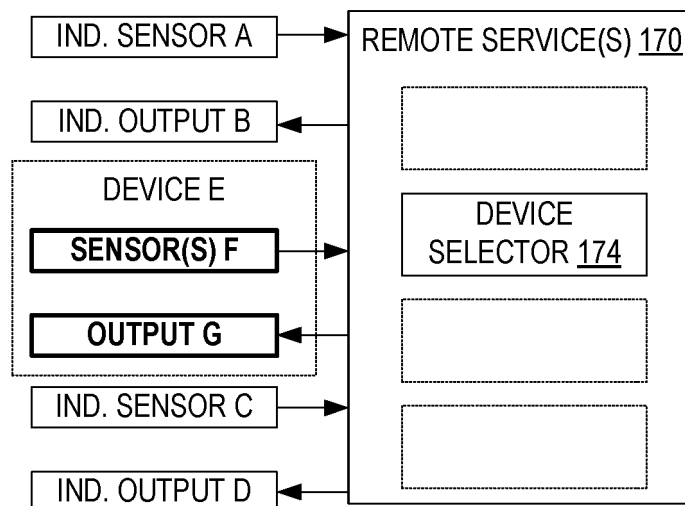 IND. SENSOR A
REMOTE SERVICE(S) 170
IND. OUTPUT B
DEVICE E
SENSOR(S) F
DEVICE
SELECTOR 174
OUTPUT G
IND. SENSOR C
IND. OUTPUT D